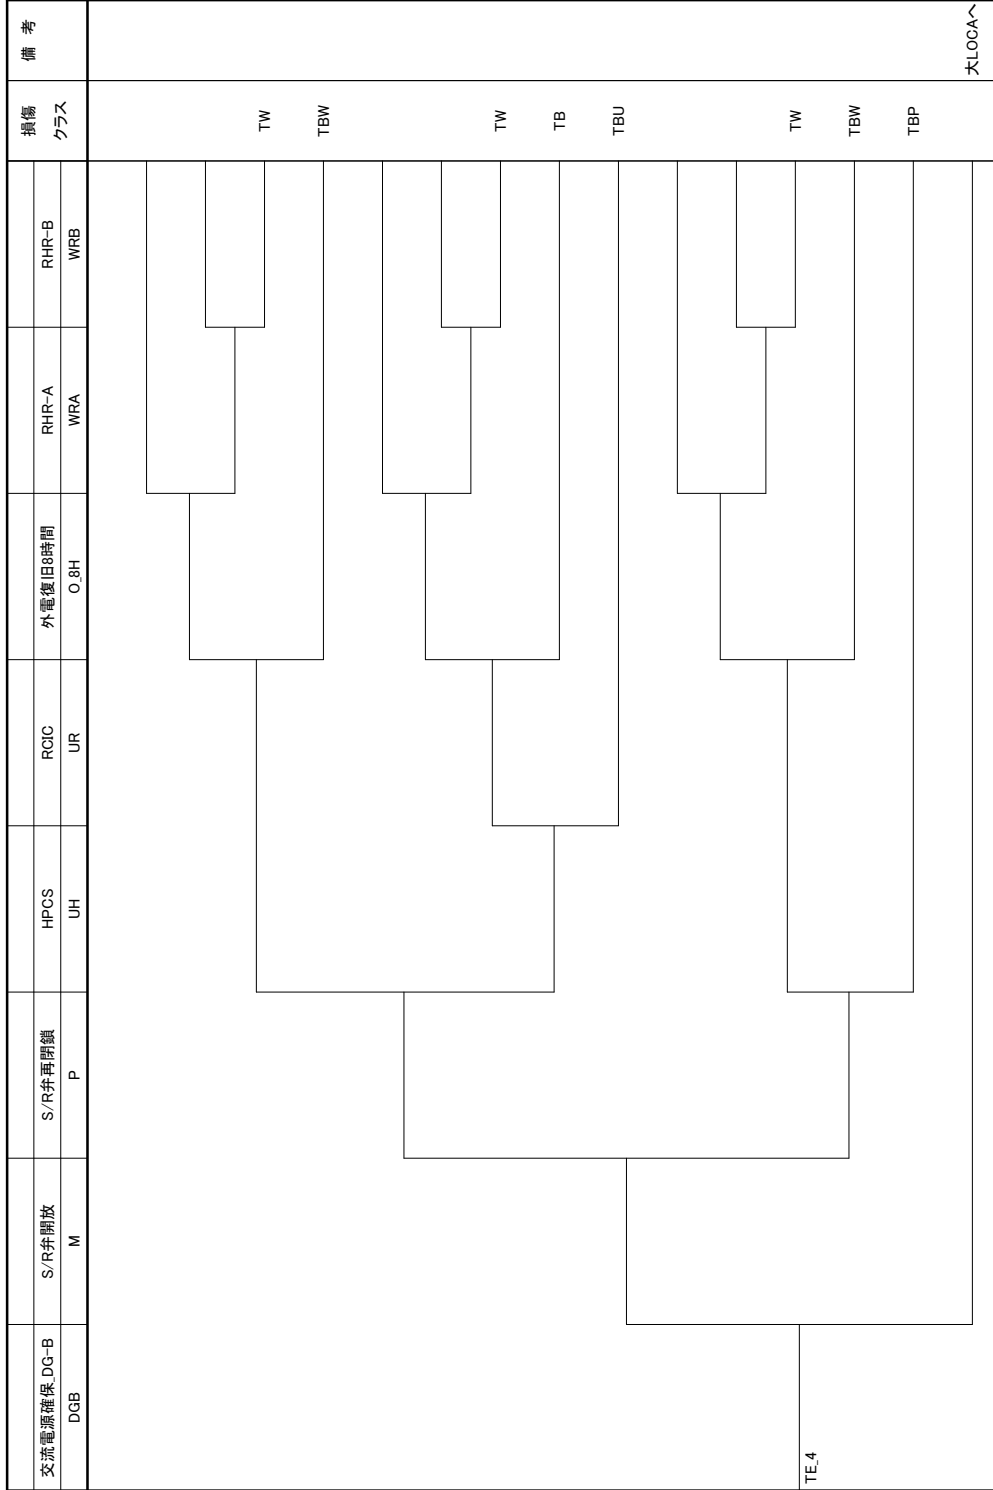 交流電源確保_DG-B
S/R弁開放
S/R弁再閉鎖
HPCS
RCIC
外電復旧8時間
RHR-A
RHR-B
損傷
クラス
備 考
DGB
M
P
UH
UR
O_8H
WRA
WRB
TW
TBW
TW
TB
TBU
TW
TBW
TBP
大LOCAへ
TE_4